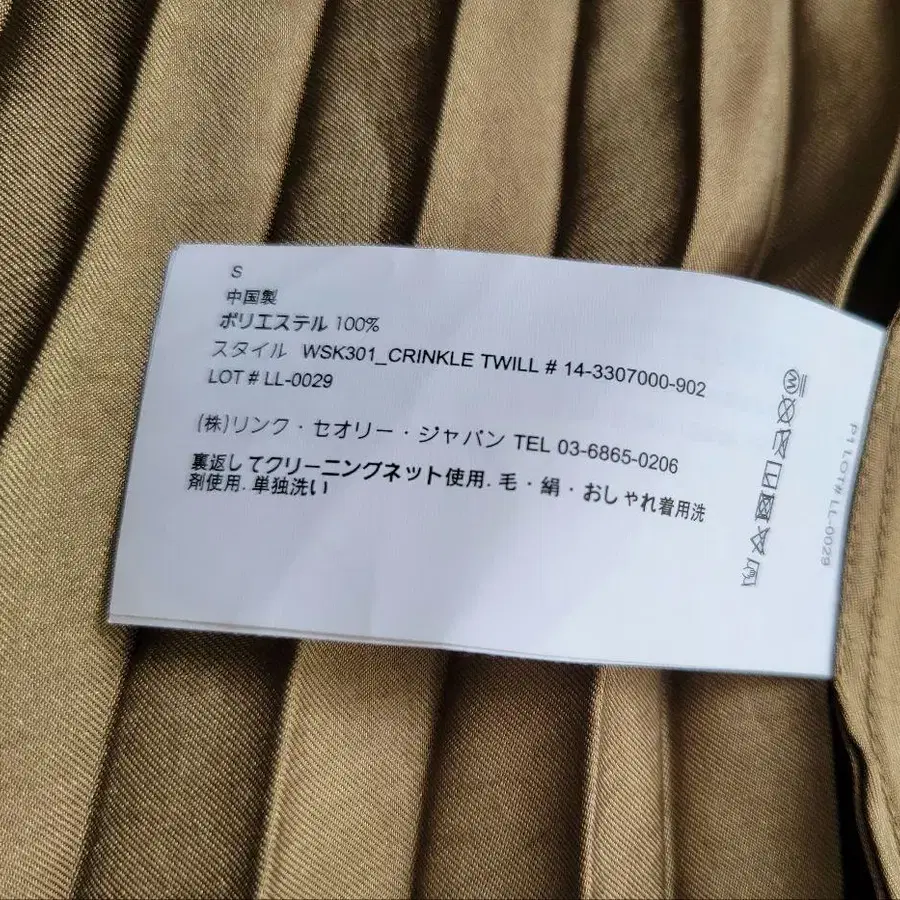 S
中国製
ポリエステル 100%
スタイル WSK301_CRINKLE TWILL # 14-3307000-902
LOT # LL-0029
(株)リンク・セオリー・ジャパン TEL 03-6865-0206
裏返してクリーニングネット使用. 毛・絹・おしゃれ着用洗
剤使用. 単独洗い
P1 LOT# LL-0029